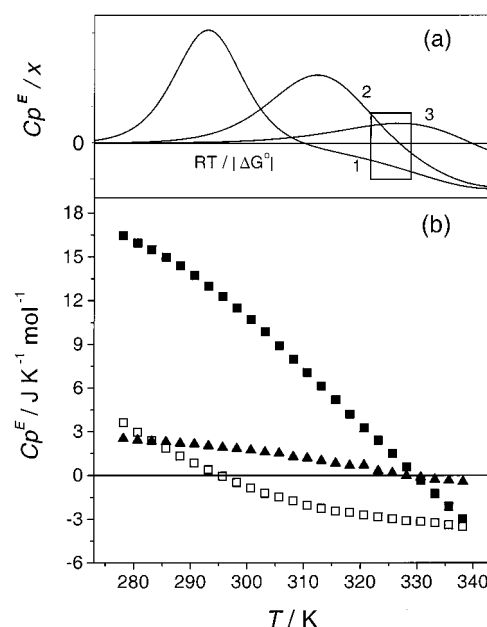 (a)
Cp^E / x
2
3
0
RT / |ΔG°|
1
(b)
Cp^E / J K^-1 mol^-1
18
15
12
9
6
3
0
-3
-6
280 290 300 310 320 330 340
T / K